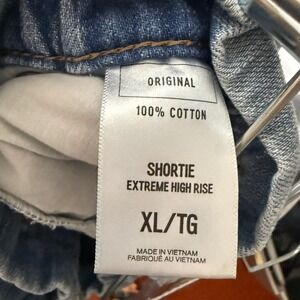 ORIGINAL
100% COTTON
SHORTIE
EXTREME HIGH RISE
XL/TG
MADE IN VIETNAM
FABRIQUÉ AU VIETNAM